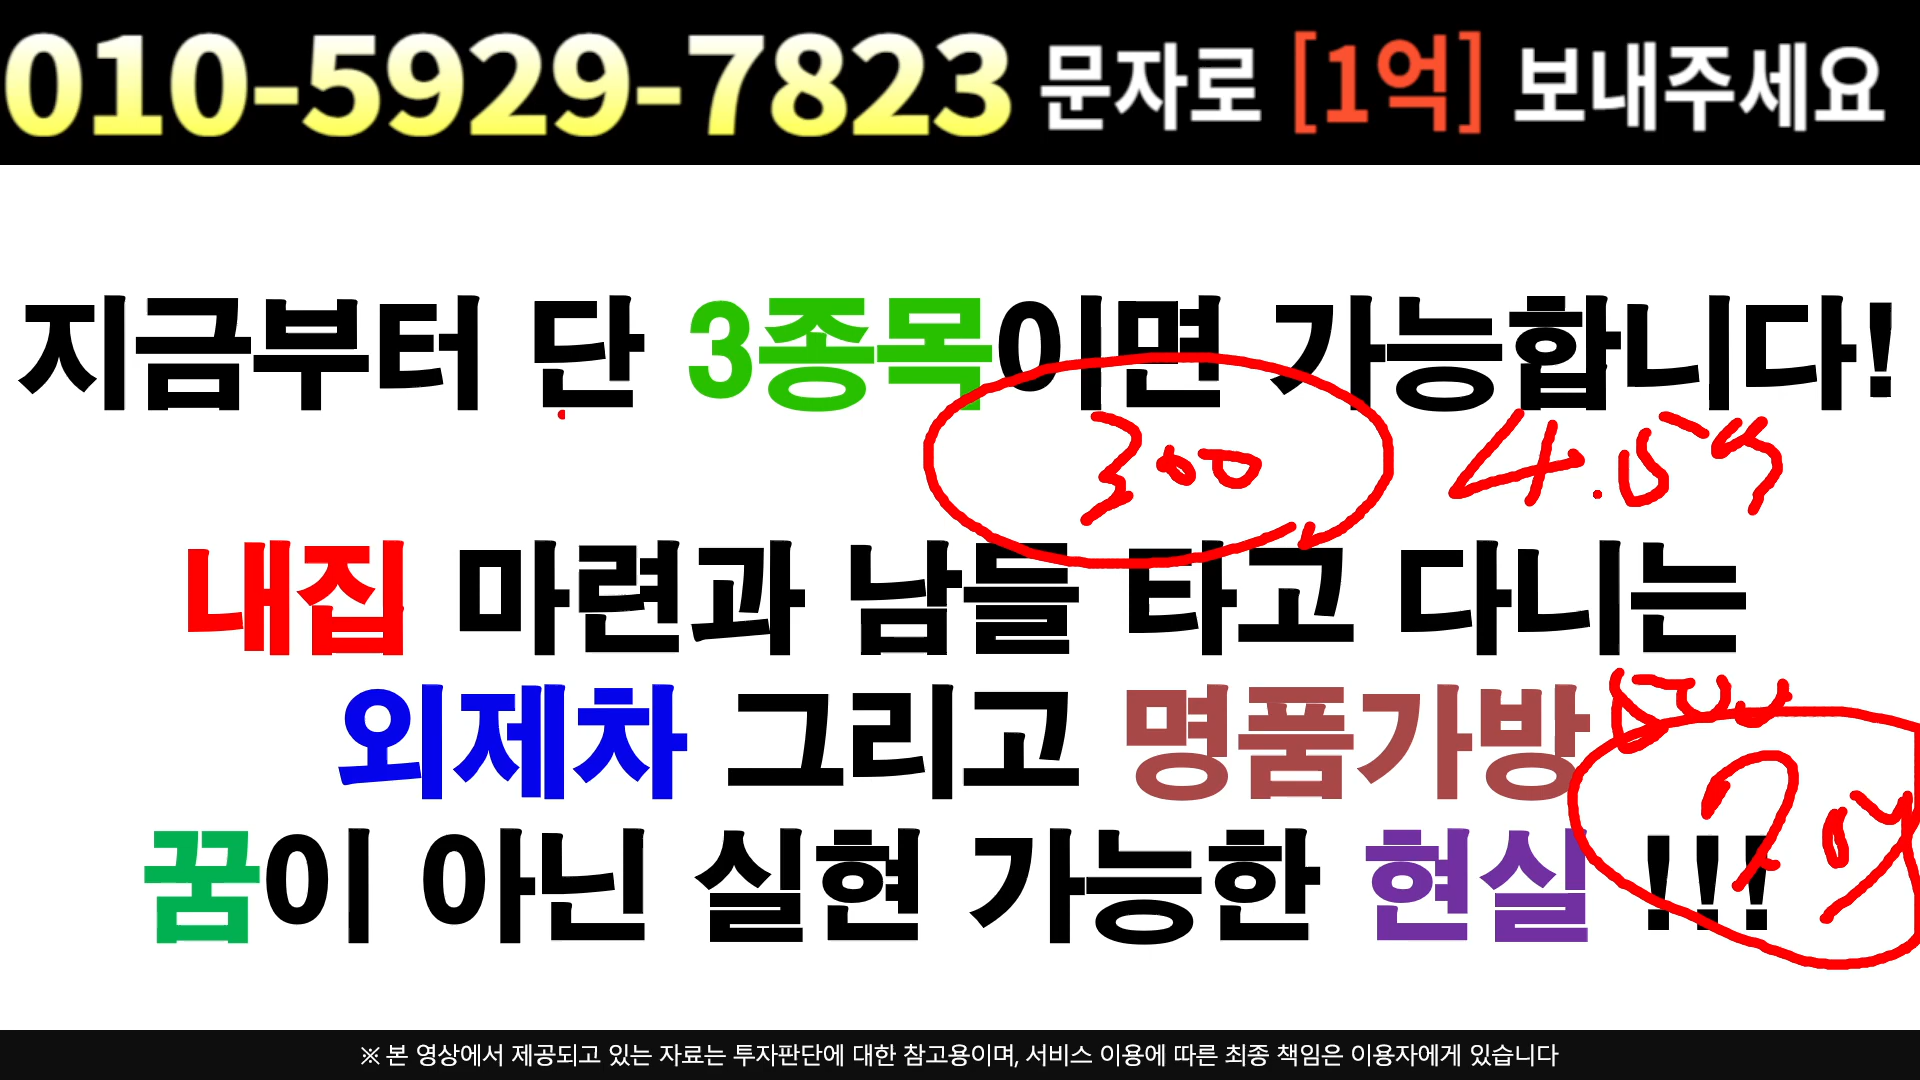 010-5929-7823 문자로 [1억] 보내주세요
지금부터 단 3종목이면 가능합니다!
300
4.5억
내집 마련과 남들 타고 다니는
500
외제차 그리고 명품가방
꿈이 아닌 실현 가능한 현실 !!!
※ 본 영상에서 제공되고 있는 자료는 투자판단에 대한 참고용이며, 서비스 이용에 따른 최종 책임은 이용자에게 있습니다